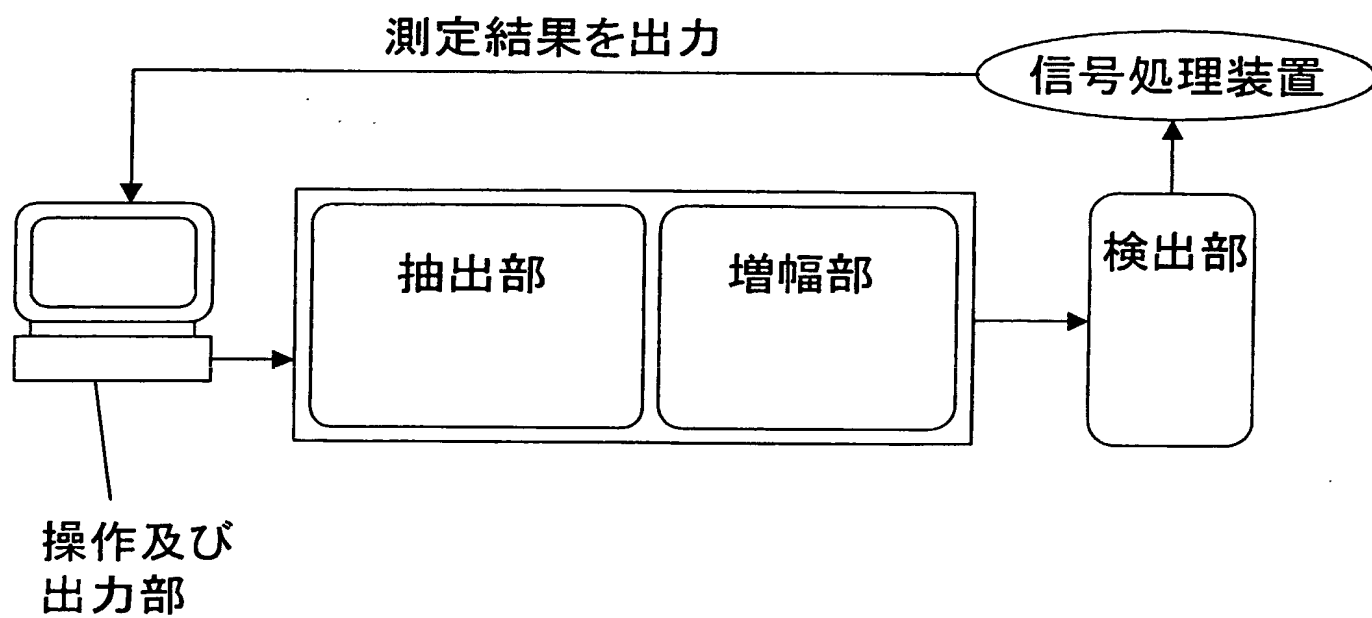 測定結果を出力
信号処理装置
抽出部
増幅部
検出部
操作及び
出力部